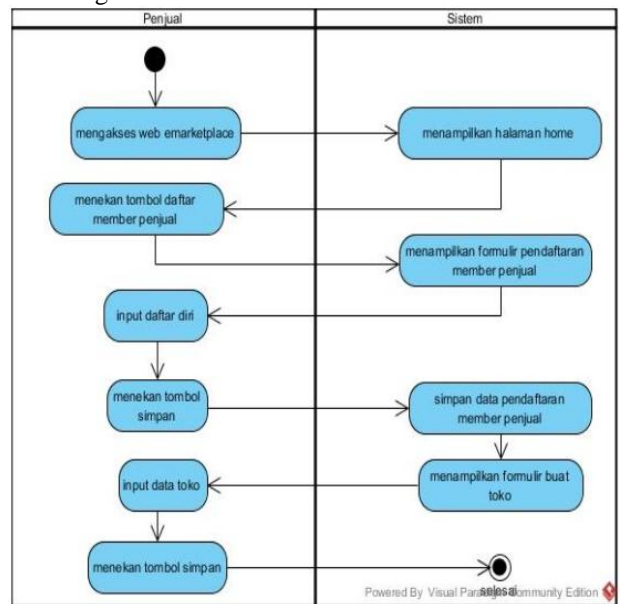 Penjual
Sistem
mengakses web emarketplace
menampilkan halaman home
menekan tombol daftar
member penjual
menampilkan formulir pendaftaran
member penjual
input daftar diri
menekan tombol
simpan
simpan data pendaftaran
member penjual
menampilkan formulir buat
toko
input data toko
menekan tombol simpan
selesai
Powered By Visual Community Edition